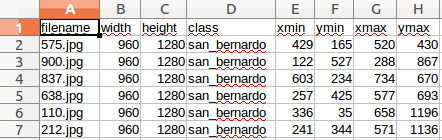 A B C D E F G H
1 filename width height class xmin ymin xmax ymax
2 575.jpg 960 1280 san_bernardo 429 165 520 430
3 900.jpg 960 1280 san_bernardo 122 527 288 867
4 837.jpg 960 1280 san_bernardo 603 234 734 670
5 638.jpg 960 1280 san_bernardo 257 425 577 693
6 110.jpg 960 1280 san_bernardo 336 35 658 1196
7 212.jpg 960 1280 san_bernardo 241 344 571 1135